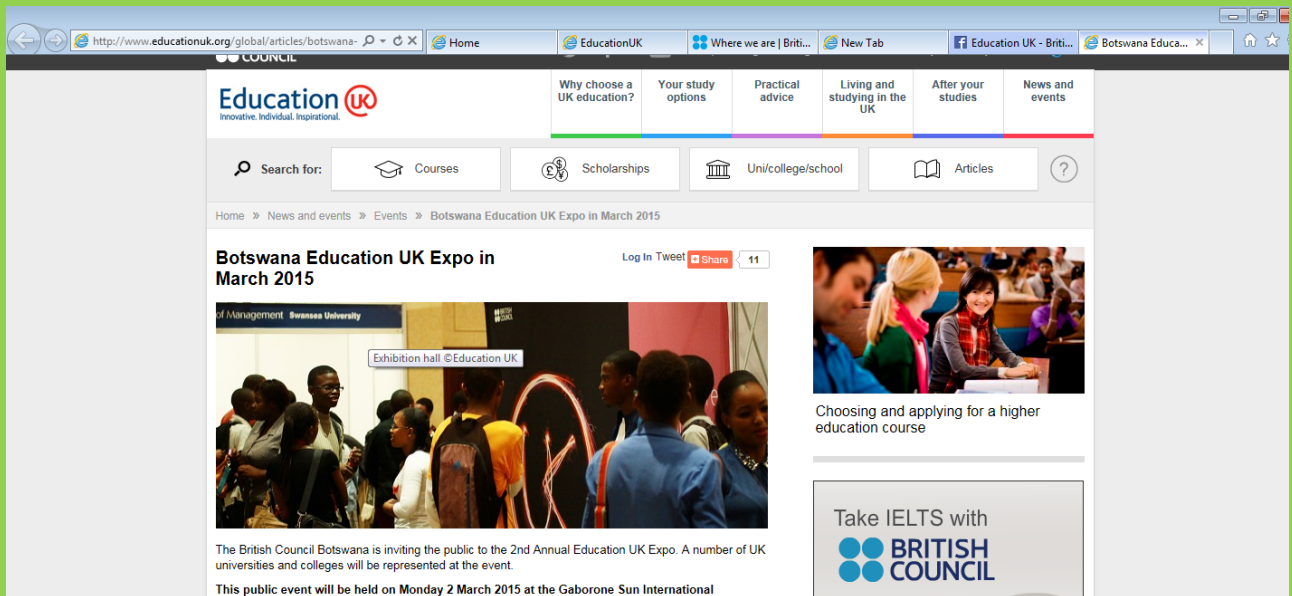 http://www.educationuk.org/global/articles/botswana-
Home
EducationUK
Where we are | Briti...
New Tab
Education UK - Briti...
Botswana Educa...
COUNCIL
Education UK
Innovative. Individual. Inspirational.
Why choose a
UK education?
Your study
options
Practical
advice
Living and
studying in the
UK
After your
studies
News and
events
Search for:
Courses
£$¥
Scholarships
Uni/college/school
Articles
?
Home » News and events » Events » Botswana Education UK Expo in March 2015
Botswana Education UK Expo in
March 2015
Log In Tweet Share 11
of Management Swansea University
BRITISH
COUNCIL
Exhibition hall ©Education UK
The British Council Botswana is inviting the public to the 2nd Annual Education UK Expo. A number of UK
universities and colleges will be represented at the event.
This public event will be held on Monday 2 March 2015 at the Gaborone Sun International
Choosing and applying for a higher
education course
Take IELTS with
BRITISH
COUNCIL